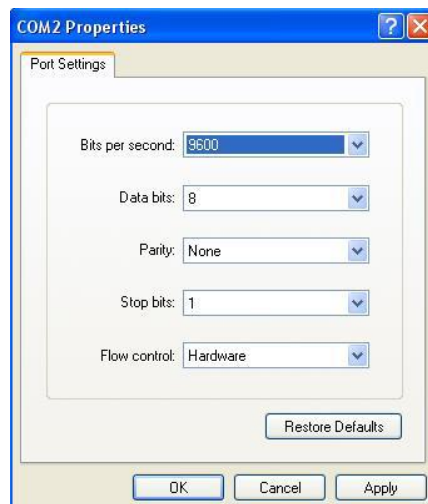 COM2 Properties
Port Settings
Bits per second: 9600
Data bits: 8
Parity: None
Stop bits: 1
Flow control: Hardware
Restore Defaults
OK Cancel Apply